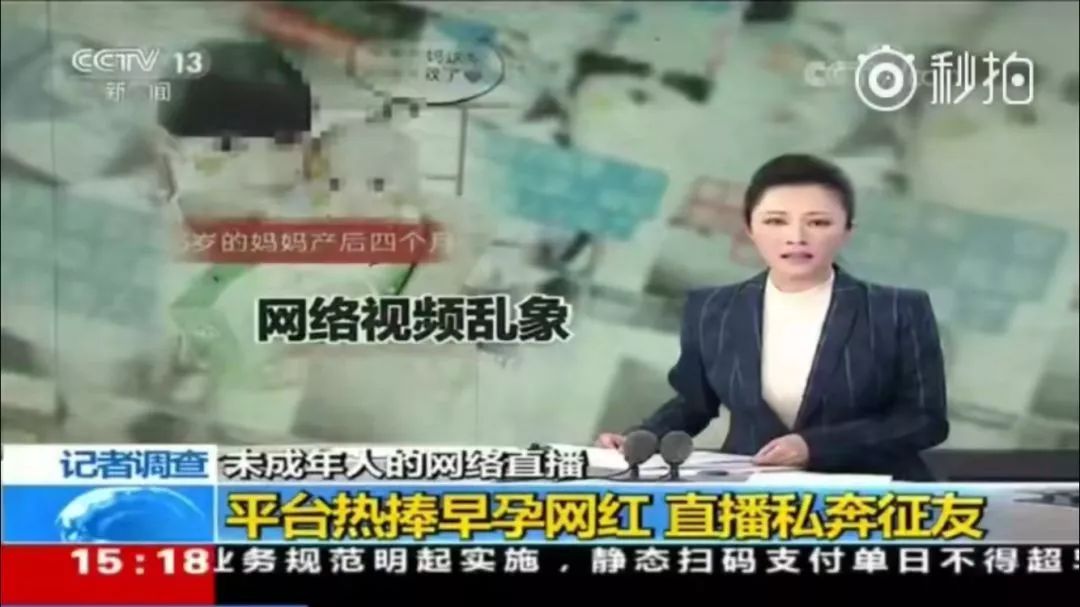 CCTV 13
新闻
秒拍
岁的妈妈产后四个月
网络视频乱象
记者调查
未成年人的网络直播
平台热捧早孕网红 直播私奔征友
15:18
业务规范明起实施，静态扫码支付单日不得超